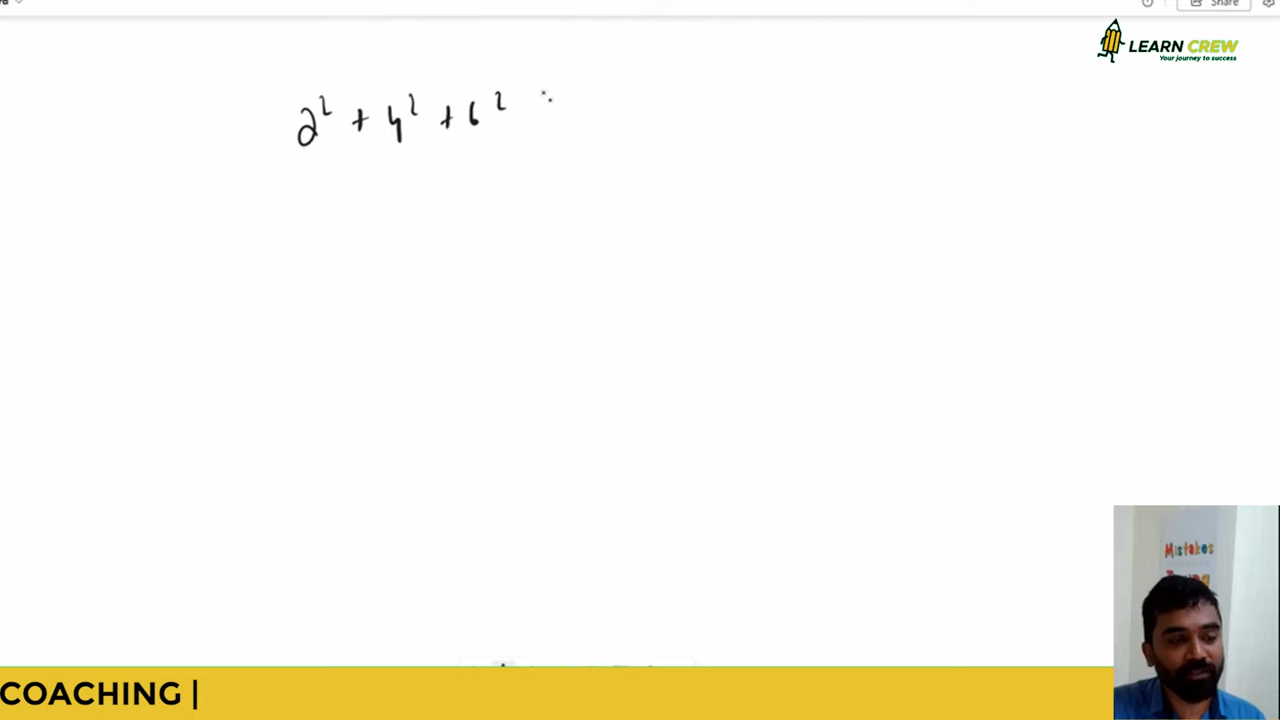 Share
LEARN CREW
Your journey to success
2² + 4² + 6²
Mistakes
COACHING |